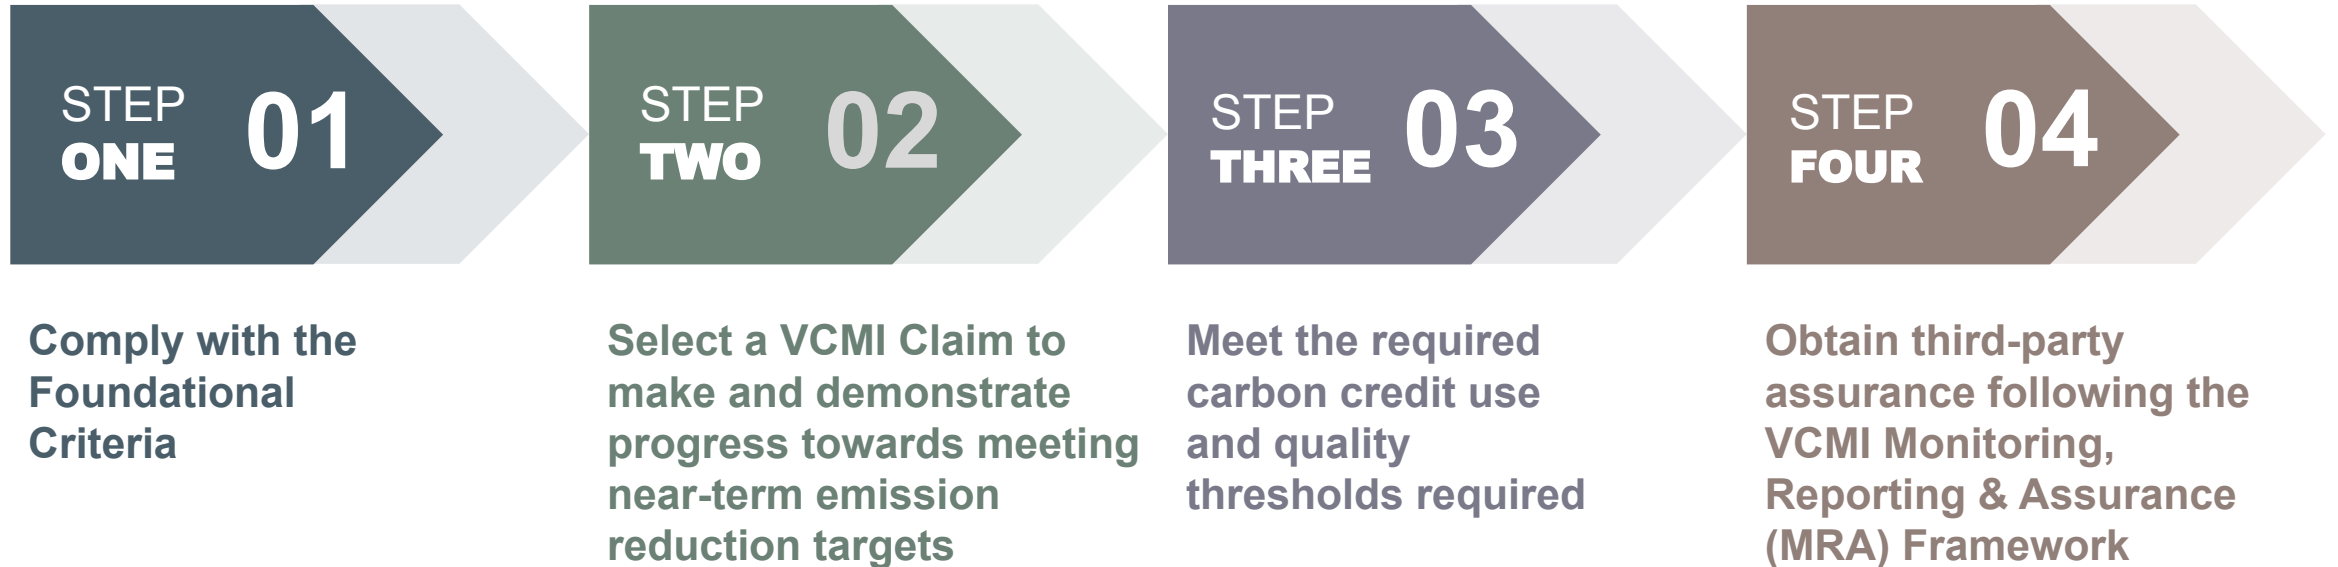 STEP
ONE
01
STEP
TWO
02
STEP
THREE
03
STEP
FOUR
04
Comply with the
Foundational
Criteria
Select a VCMI Claim to
make and demonstrate
progress towards meeting
near-term emission
reduction targets
Meet the required
carbon credit use
and quality
thresholds required
Obtain third-party
assurance following the
VCMI Monitoring,
Reporting & Assurance
(MRA) Framework